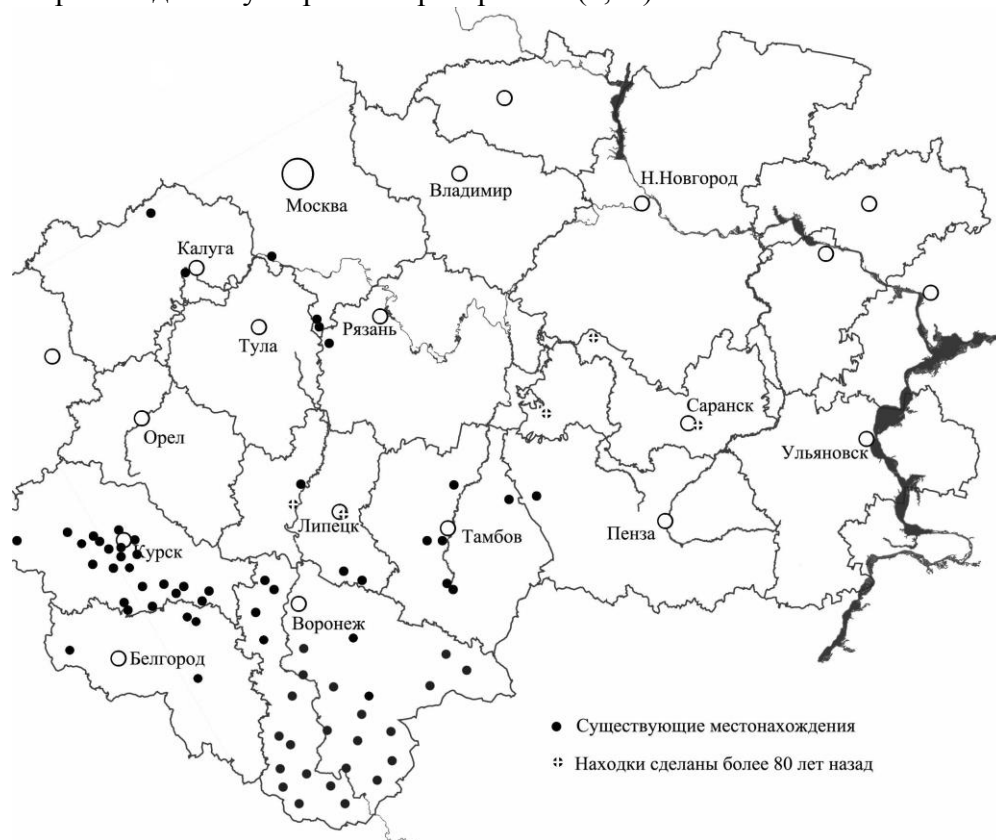 Москва
Владимир
Н.Новгород
Калуга
Тула
Рязань
Орел
Саранск
Ульяновск
Липецк
Тамбов
Пенза
Курск
Воронеж
Белгород
Существующие местонахождения
Находки сделаны более 80 лет назад